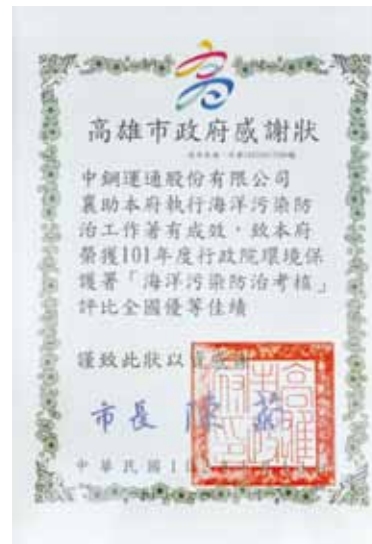 高雄市政府感謝狀
中鋼運通股份有限公司
襄助本府執行海洋污染防
治工作著有成效，致本府
榮獲101年度行政院環境保
護署「海洋污染防治考核」
評比全國優等佳績
謹致此狀以
市長 陳 菊
中華民國